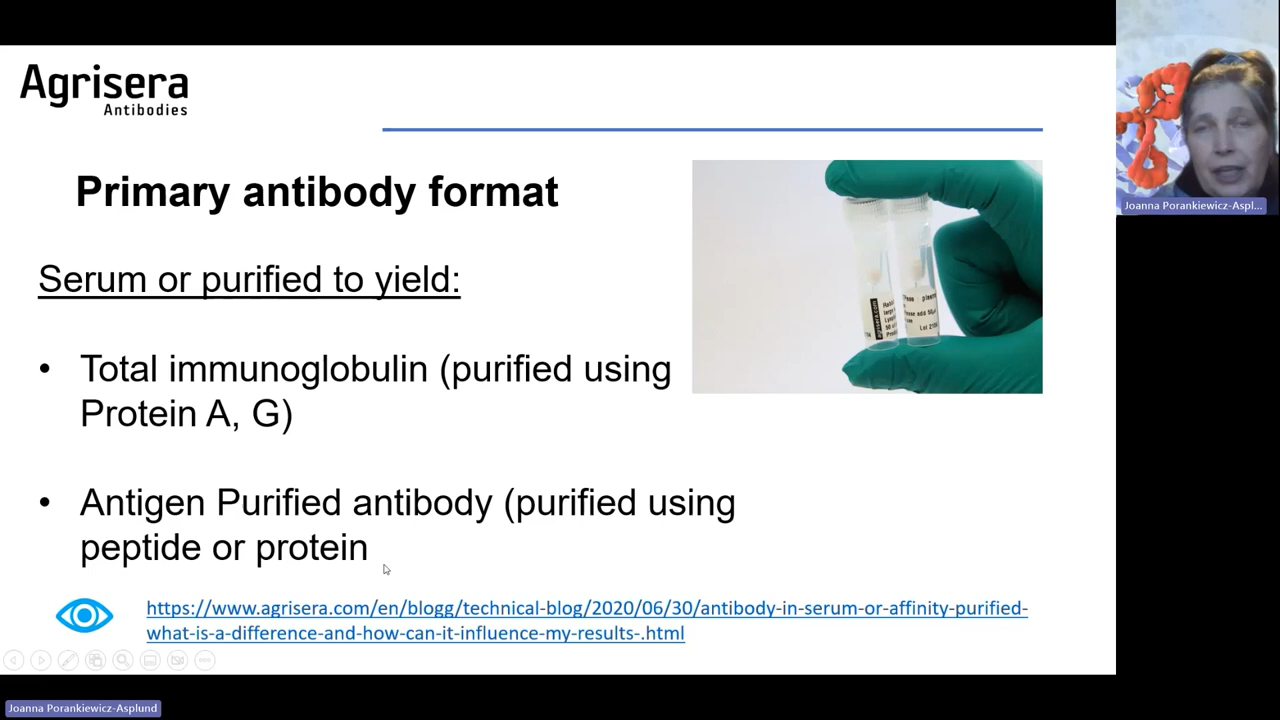 Agrisera
Antibodies
Primary antibody format
Serum or purified to yield:
• Total immunoglobulin (purified using
Protein A, G)
• Antigen Purified antibody (purified using
peptide or protein
https://www.agrisera.com/en/blogg/technical-blog/2020/06/30/antibody-in-serum-or-affinity-purified-
what-is-a-difference-and-how-can-it-influence-my-results-.html
agrisera
Joanna Porankiewicz-Aspl...
Joanna Porankiewicz-Asplund